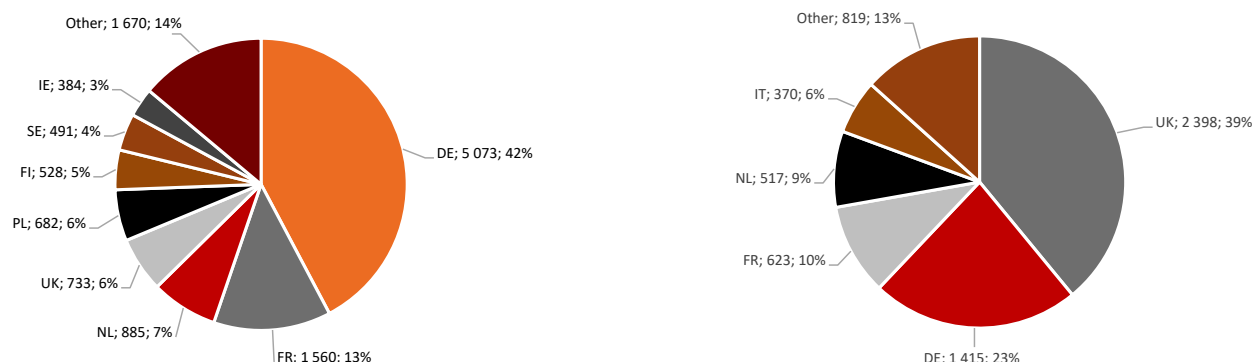 Other; 1 670; 14%
IE; 384; 3%
SE; 491; 4%
FI; 528; 5%
PL; 682; 6%
UK; 733; 6%
NL; 885; 7%
FR; 1 560; 13%
DE; 5 073; 42%
Other; 819; 13%
IT; 370; 6%
NL; 517; 9%
FR; 623; 10%
DE; 1 415; 23%
UK; 2 398; 39%